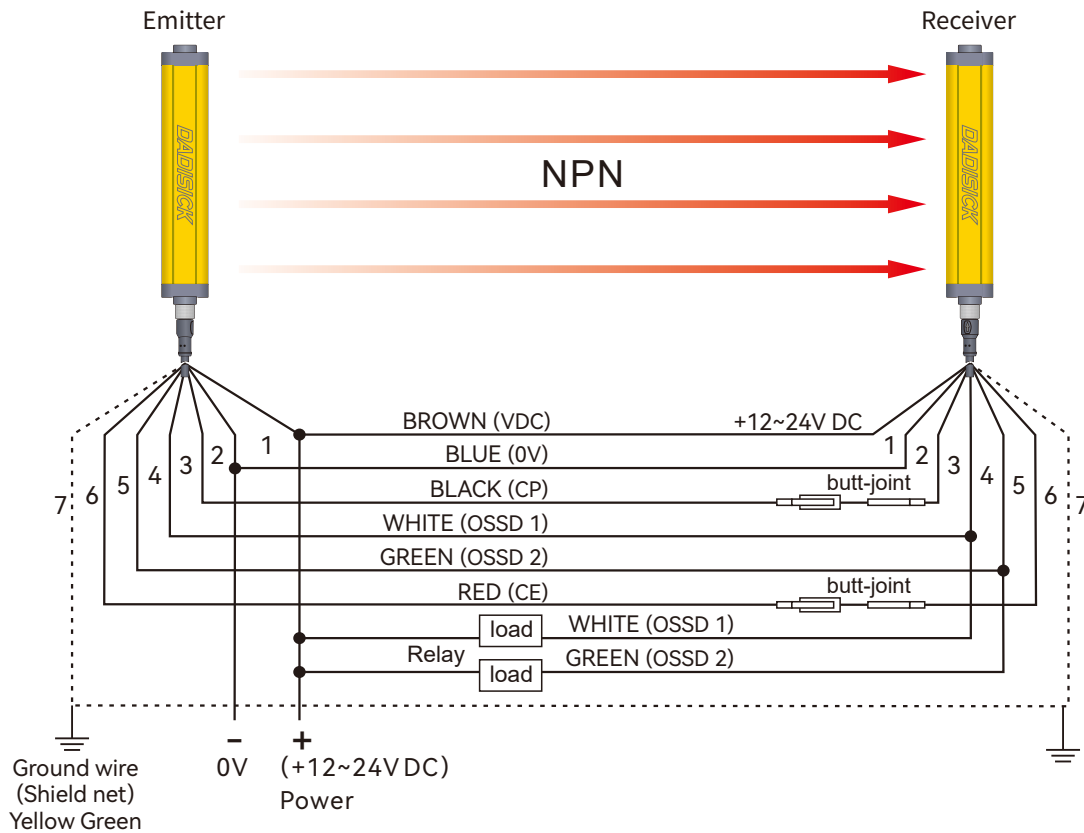 Emitter
Receiver
DADISICK
DADISICK
NPN
BROWN (VDC)
+12~24V DC
BLUE (0V)
BLACK (CP)
butt-joint
WHITE (OSSD 1)
GREEN (OSSD 2)
RED (CE)
butt-joint
load
WHITE (OSSD 1)
Relay
load
GREEN (OSSD 2)
1
2
3
4
5
6
7
1
2
3
4
5
6
7
−
+
0V
(+12~24V DC)
Power
Ground wire
(Shield net)
Yellow Green